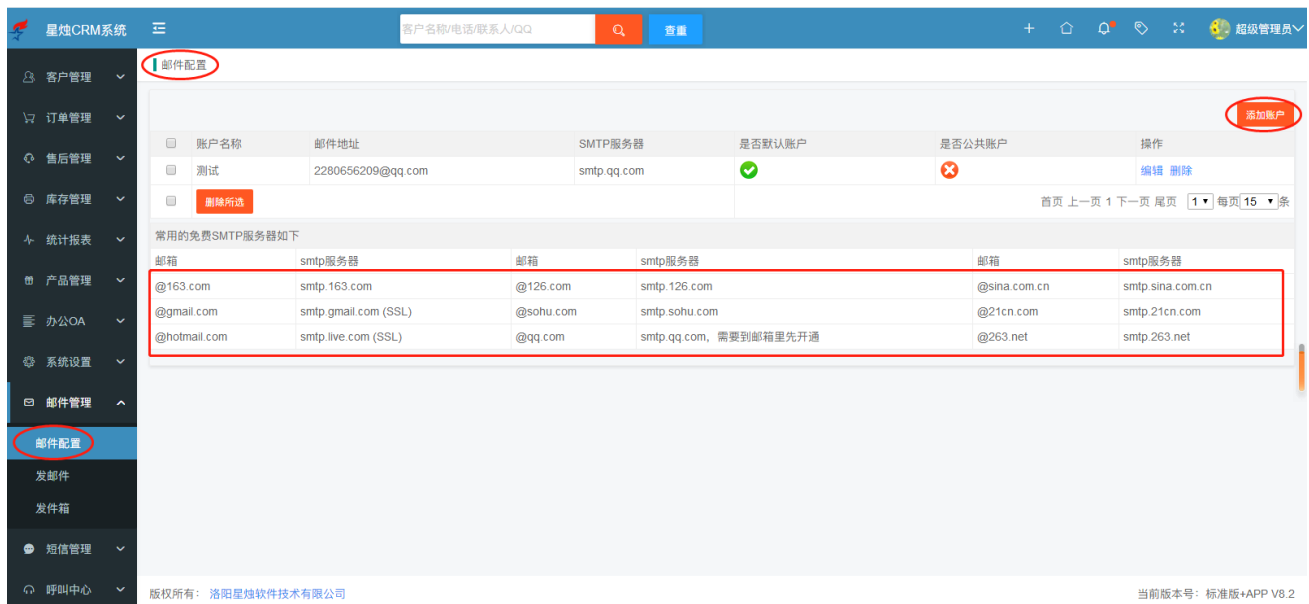 星烛CRM系统 客户名称/电话/联系人/QQ 查重 超级管理员
客户管理
订单管理
售后管理
库存管理
统计报表
产品管理
办公OA
系统设置
邮件管理
邮件配置
发邮件
发件箱
短信管理
呼叫中心
邮件配置
添加账户
账户名称 邮件地址 SMTP服务器 是否默认账户 是否公共账户 操作
测试 2280656209@qq.com smtp.qq.com 编辑 删除
删除所选 首页 上一页 1 下一页 尾页 1 每页 15 条
常用的免费SMTP服务器如下
邮箱 smtp服务器 邮箱 smtp服务器 邮箱 smtp服务器
@163.com smtp.163.com @126.com smtp.126.com @sina.com.cn smtp.sina.com.cn
@gmail.com smtp.gmail.com (SSL) @sohu.com smtp.sohu.com @21cn.com smtp.21cn.com
@hotmail.com smtp.live.com (SSL) @qq.com smtp.qq.com，需要到邮箱里先开通 @263.net smtp.263.net
版权所有： 洛阳星烛软件技术有限公司 当前版本号：标准版+APP V8.2